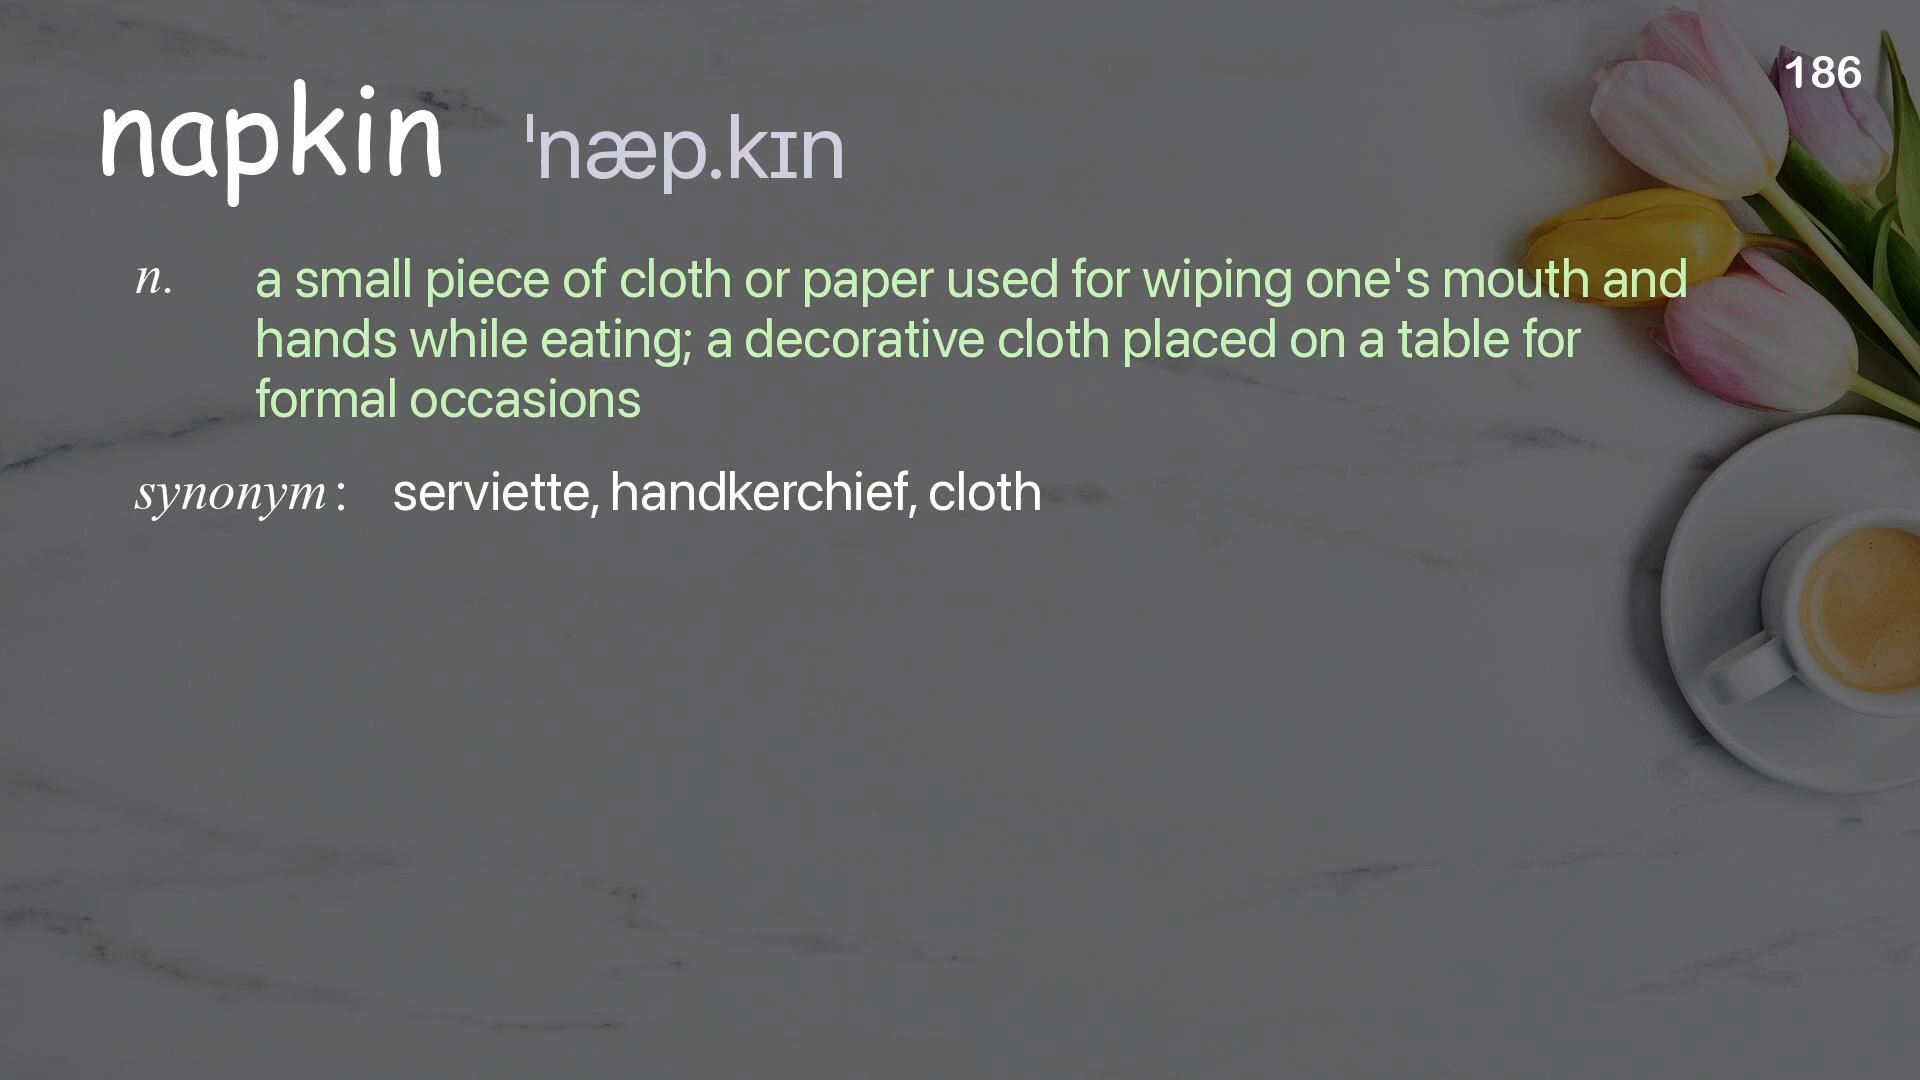 186
napkin ˈnæp.kɪn
n. a small piece of cloth or paper used for wiping one's mouth and
hands while eating; a decorative cloth placed on a table for
formal occasions
synonym: serviette, handkerchief, cloth